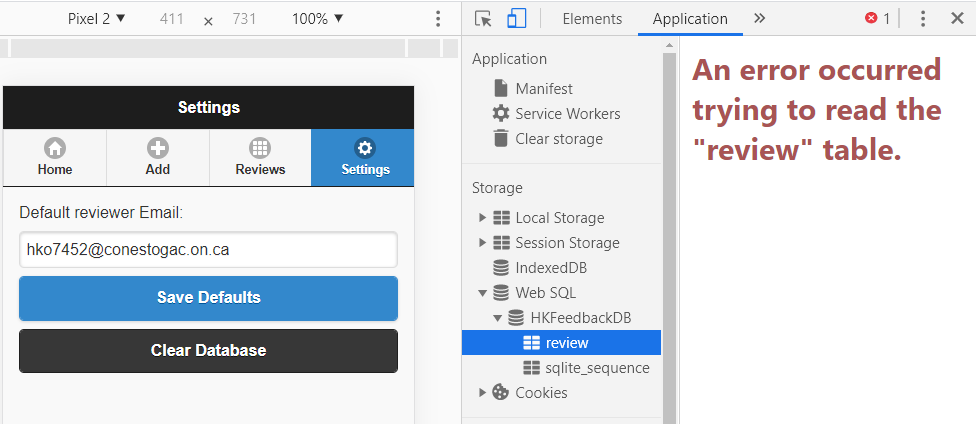 Pixel 2 ▼ 411 × 731 100% ▼
Settings
Home Add Reviews Settings
Default reviewer Email:
hko7452@conestogac.on.ca
Save Defaults
Clear Database
Elements Application » 1
Application
Manifest
Service Workers
Clear storage
Storage
Local Storage
Session Storage
IndexedDB
Web SQL
HKFeedbackDB
review
sqlite_sequence
Cookies
An error occurred
trying to read the
"review" table.